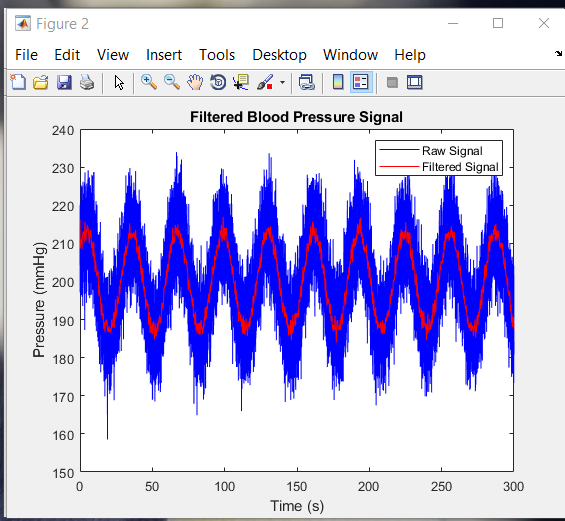 Figure 2
File Edit View Insert Tools Desktop Window Help
Filtered Blood Pressure Signal
Raw Signal
Filtered Signal
240
230
220
210
200
190
180
170
160
150
Pressure (mmHg)
0 50 100 150 200 250 300
Time (s)